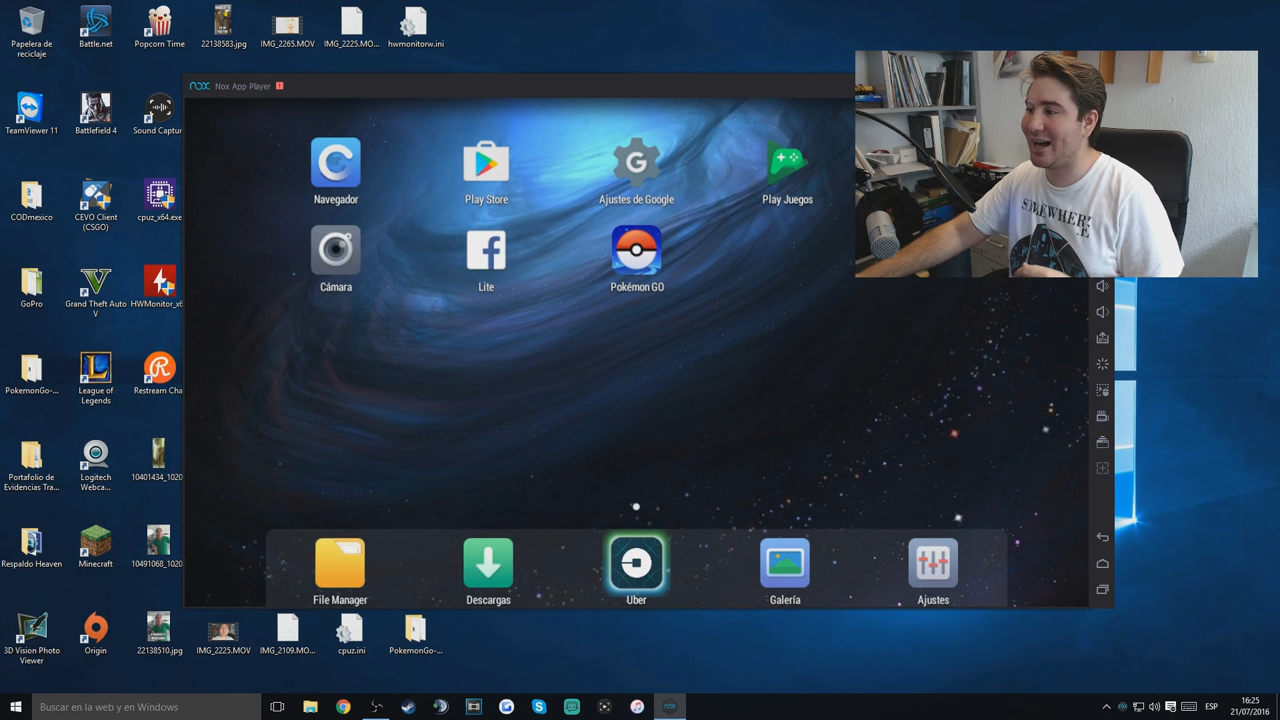 Papelera de
reciclaje
Battle.net
Popcorn Time
22138583.jpg
IMG_2265.MOV
IMG_2225.MO...
hwmonitorw.ini
nox Nox App Player
TeamViewer 11
Battlefield 4
Sound Captur
SOMEWHERE
CODmexico
CEVO Client
(CSGO)
cpuz_x64.exe
Navegador
Play Store
Ajustes de Google
Play Juegos
Cámara
Lite
Pokémon GO
GoPro
Grand Theft Auto
V
HWMonitor_x6
PokemonGo-...
League of
Legends
Restream Cha
Portafolio de
Evidencias Tra...
Logitech
Webca...
10401434_1020
Respaldo Heaven
Minecraft
10491068_1020
File Manager
Descargas
Uber
Galería
Ajustes
3D Vision Photo
Viewer
Origin
22138510.jpg
IMG_2225.MOV
IMG_2109.MO...
cpuz.ini
PokemonGo-...
Buscar en la web y en Windows
nox
ESP
16:25
21/07/2016